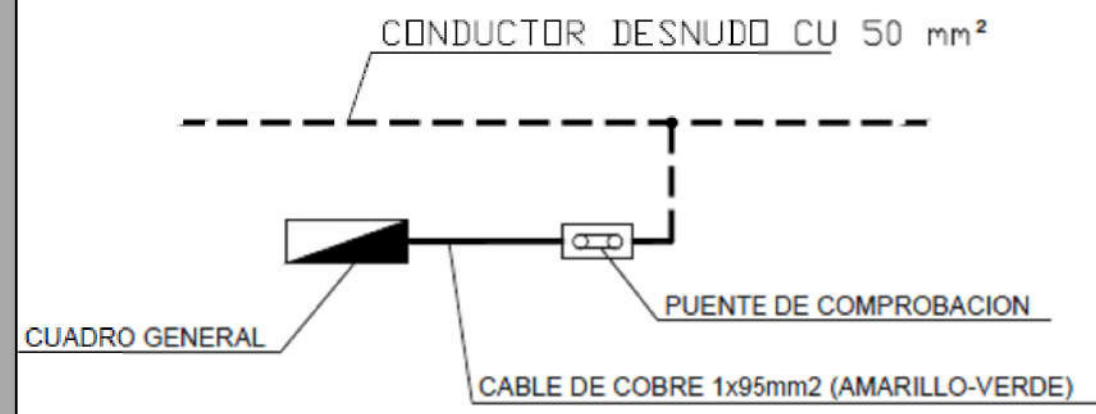 CONDUCTOR DESNUDO CU 50 mm²
PUENTE DE COMPROBACION
CUADRO GENERAL
CABLE DE COBRE 1x95mm2 (AMARILLO-VERDE)